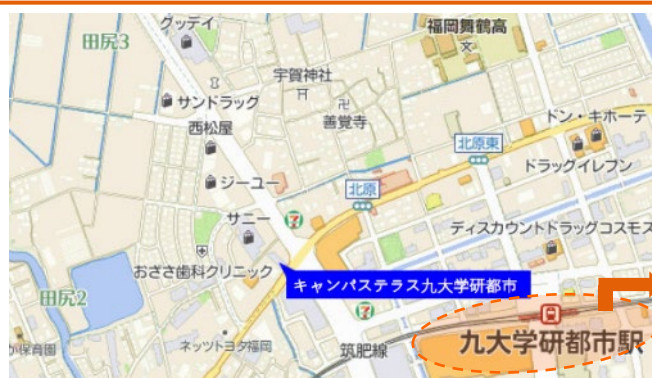 グッデイ
福岡舞鶴高
田尻3
宇賀神社
サンドラッグ
善覚寺
西松屋
ドン・キホーテ
北原東
ドラッグイレブン
ジーユー
北原
サニー
ディスカウントドラッグコスモス
おざさ歯科クリニック
キャンパステラス九大学研都市
田尻2
ネッツトヨタ福岡
筑肥線
九大学研都市駅
保育園